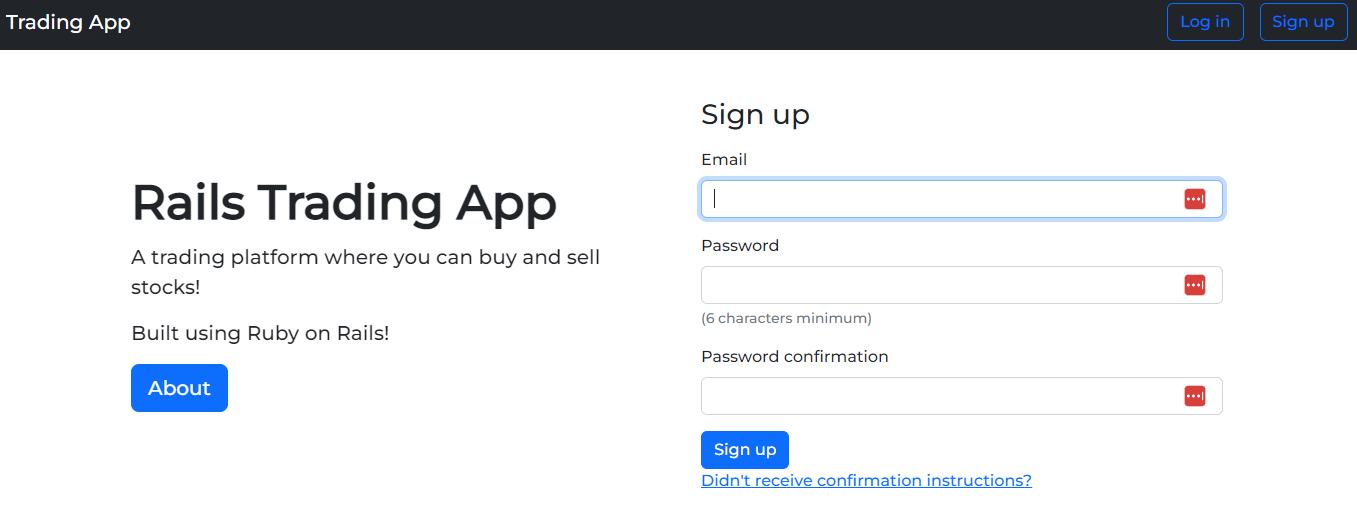 Trading App
Log in
Sign up
Rails Trading App
A trading platform where you can buy and sell
stocks!
Built using Ruby on Rails!
About
Sign up
Email
Password
(6 characters minimum)
Password confirmation
Sign up
Didn't receive confirmation instructions?